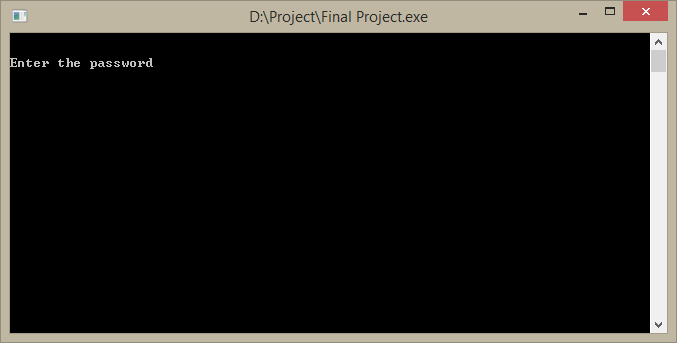 D:\Project\Final Project.exe
Enter the password